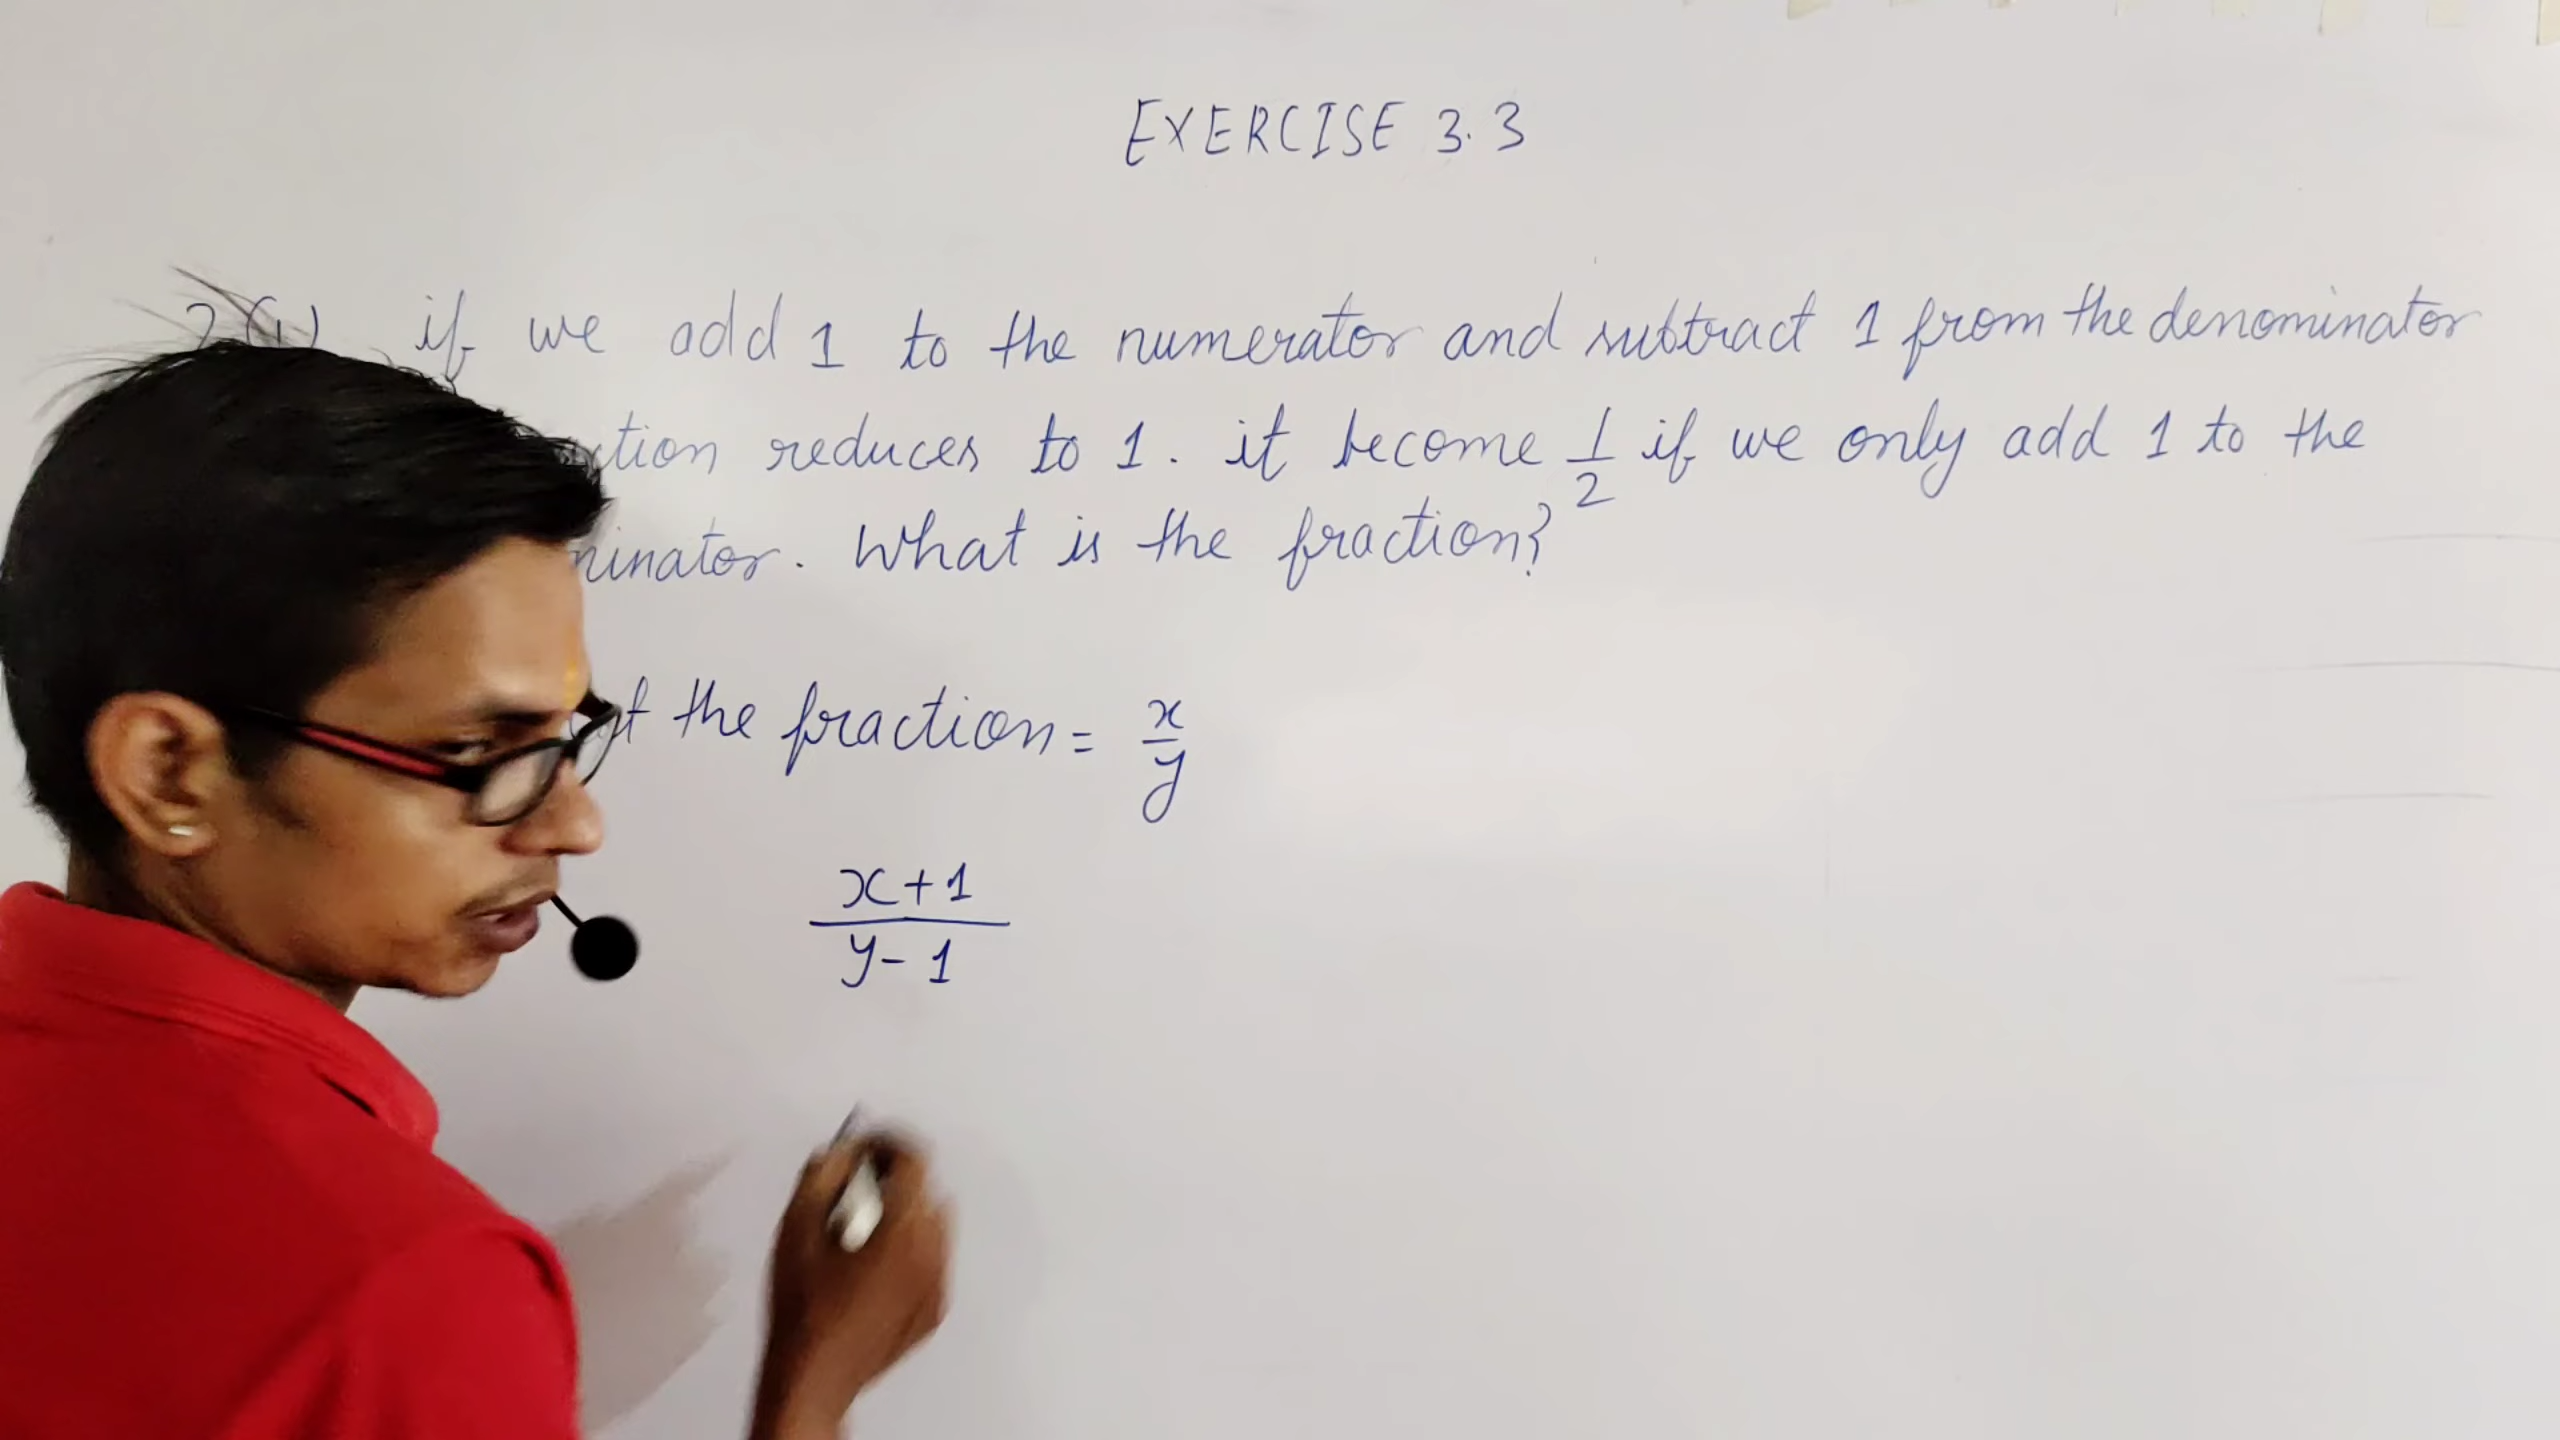 EXERCISE 3.3
2(i) if we add 1 to the numerator and subtract 1 from the denominator
reduces to 1. it become 1/2 if we only add 1 to the
What is the fraction?
the fraction = x/y
x+1
y-1